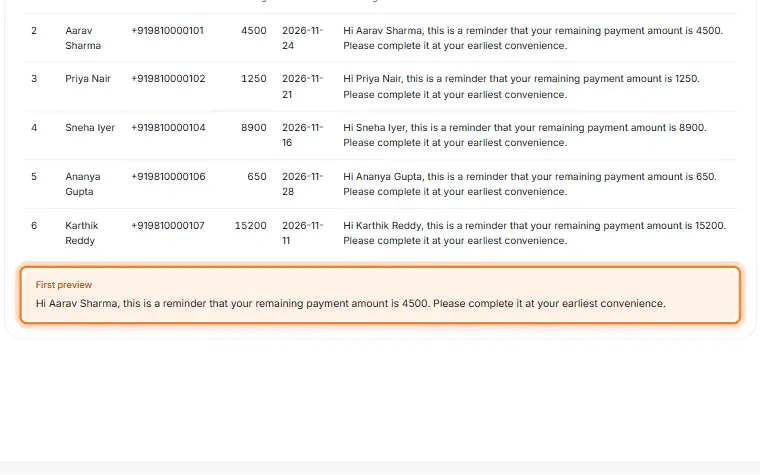 2 Aarav Sharma +919810000101 4500 2026-11-24 Hi Aarav Sharma, this is a reminder that your remaining payment amount is 4500. Please complete it at your earliest convenience.
3 Priya Nair +919810000102 1250 2026-11-21 Hi Priya Nair, this is a reminder that your remaining payment amount is 1250. Please complete it at your earliest convenience.
4 Sneha Iyer +919810000104 8900 2026-11-16 Hi Sneha Iyer, this is a reminder that your remaining payment amount is 8900. Please complete it at your earliest convenience.
5 Ananya Gupta +919810000106 650 2026-11-28 Hi Ananya Gupta, this is a reminder that your remaining payment amount is 650. Please complete it at your earliest convenience.
6 Karthik Reddy +919810000107 15200 2026-11-11 Hi Karthik Reddy, this is a reminder that your remaining payment amount is 15200. Please complete it at your earliest convenience.
First preview
Hi Aarav Sharma, this is a reminder that your remaining payment amount is 4500. Please complete it at your earliest convenience.